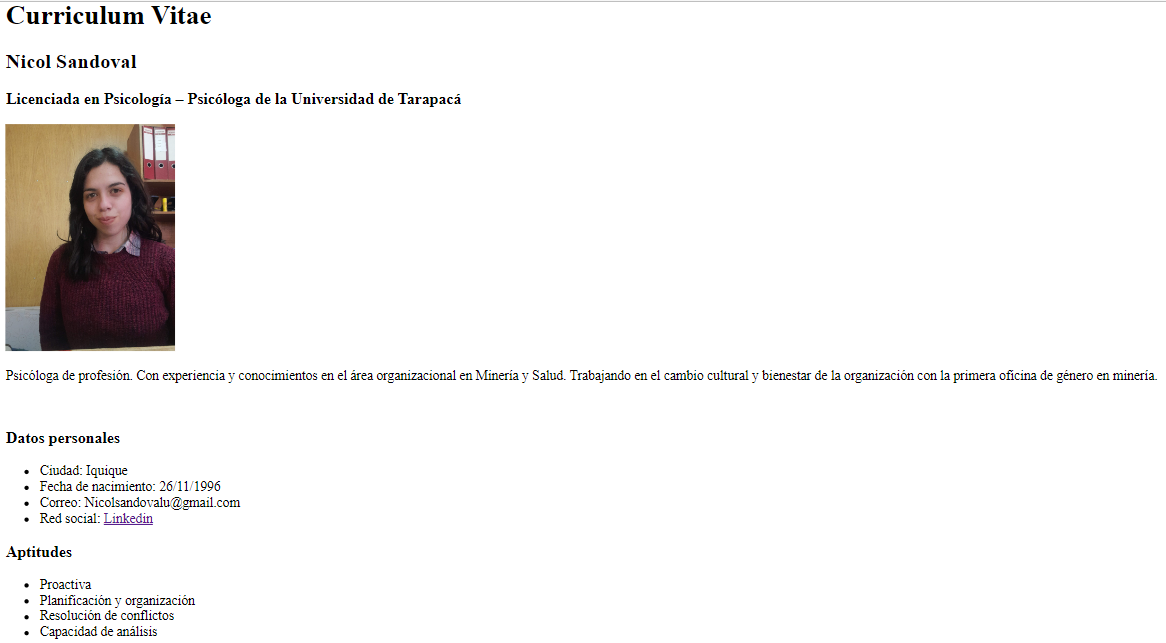 Curriculum Vitae
Nicol Sandoval
Licenciada en Psicología – Psicóloga de la Universidad de Tarapacá
Psicóloga de profesión. Con experiencia y conocimientos en el área organizacional en Minería y Salud. Trabajando en el cambio cultural y bienestar de la organización con la primera oficina de género en minería.
Datos personales
• Ciudad: Iquique
• Fecha de nacimiento: 26/11/1996
• Correo: Nicolsandovalu@gmail.com
• Red social: Linkedin
Aptitudes
• Proactiva
• Planificación y organización
• Resolución de conflictos
• Capacidad de análisis